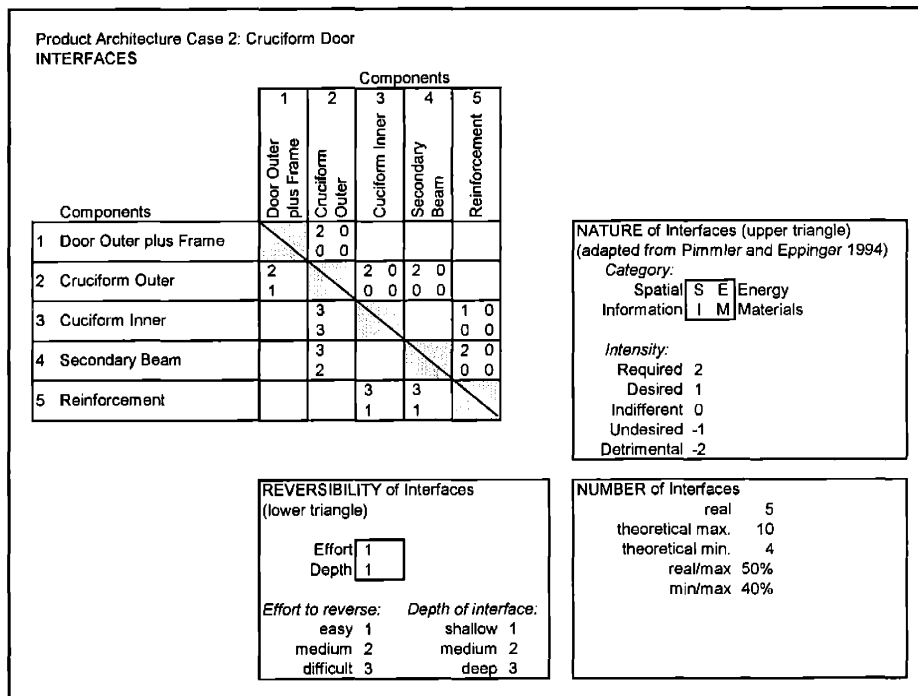 Product Architecture Case 2: Cruciform Door
INTERFACES
Components
1 2 3 4 5
Door Outer
plus Frame
Cruciform
Outer
Cuciform Inner
Secondary
Beam
Reinforcement
Components
1 Door Outer plus Frame 2 0
0 0
2 Cruciform Outer 2 2 0 2 0
1 0 0 0 0
3 Cuciform Inner 3 1 0
3 0 0
4 Secondary Beam 3 2 0
2 0 0
5 Reinforcement 3 3
1 1
NATURE of Interfaces (upper triangle)
(adapted from Pimmler and Eppinger 1994)
Category:
Spatial S E Energy
Information I M Materials
Intensity:
Required 2
Desired 1
Indifferent 0
Undesired -1
Detrimental -2
REVERSIBILITY of Interfaces
(lower triangle)
Effort 1
Depth 1
Effort to reverse: Depth of interface:
easy 1 shallow 1
medium 2 medium 2
difficult 3 deep 3
NUMBER of Interfaces
real 5
theoretical max. 10
theoretical min. 4
real/max 50%
min/max 40%